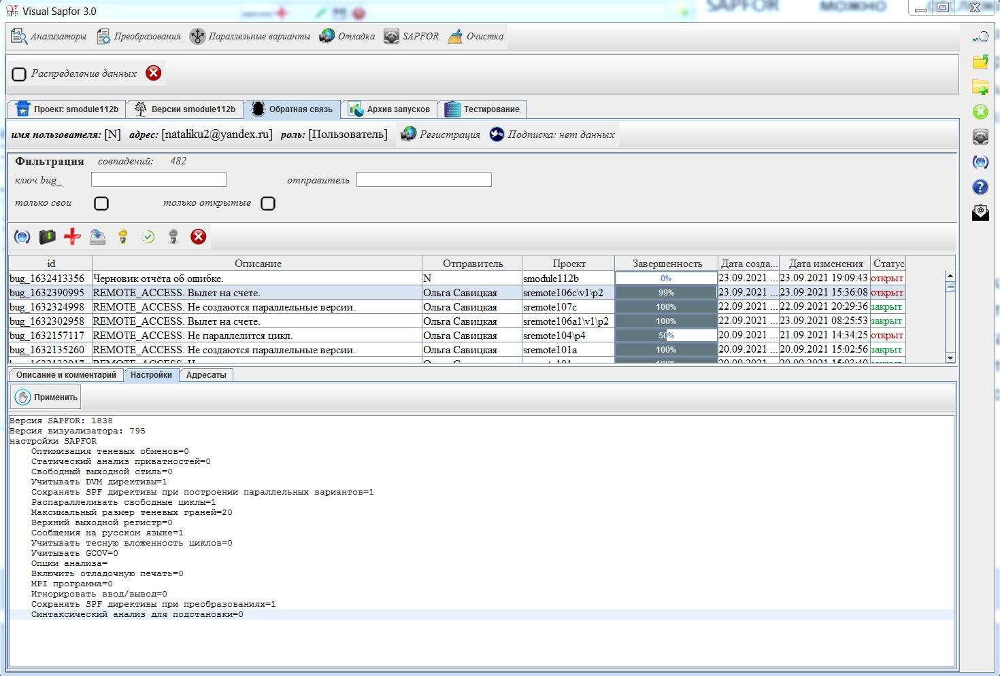 Visual Sapfor 3.0
SAPFOR можно
Анализаторы Преобразования Параллельные варианты Отладка SAPFOR Очистка
Распределение данных
Проект: smodule112b Версии smodule112b Обратная связь Архив запусков Тестирование
имя пользователя: [N] адрес: [nataliku2@yandex.ru] роль: [Пользователь] Регистрация Подписка: нет данных
Фильтрация совпадений: 482
ключ bug_ отправитель
только свои только открытые
id Описание Отправитель Проект Завершенность Дата созда... Дата изменения Статус
bug_1632413356 Черновик отчёта об ошибке. N smodule112b 0% 23.09.2021 ... 23.09.2021 19:09:43 открыт
bug_1632390995 REMOTE_ACCESS. Вылет на счете. Ольга Савицкая sremote106c\v1\p2 99% 23.09.2021 ... 23.09.2021 15:36:08 открыт
bug_1632324998 REMOTE_ACCESS. Не создаются параллельные версии. Ольга Савицкая sremote107c 100% 22.09.2021 ... 22.09.2021 20:29:36 закрыт
bug_1632302958 REMOTE_ACCESS. Вылет на счете. Ольга Савицкая sremote106a1\v1\p2 100% 22.09.2021 ... 23.09.2021 08:25:53 закрыт
bug_1632157117 REMOTE_ACCESS. Не параллелится цикл. Ольга Савицкая sremote104\p4 50% 20.09.2021 ... 21.09.2021 14:34:25 открыт
bug_1632135260 REMOTE_ACCESS. Не создаются параллельные версии. Ольга Савицкая sremote101a 100% 20.09.2021 ... 20.09.2021 15:02:56 закрыт
Описание и комментарий Настройки Адресаты
Применить
Версия SAPFOR: 1838
Версия визуализатора: 795
настройки SAPFOR
Оптимизация теневых обменов=0
Статический анализ приватностей=0
Свободный выходной стиль=0
Учитывать DVM директивы=1
Сохранять SPF директивы при построении параллельных вариантов=1
Распараллеливать свободные циклы=1
Максимальный размер теневых граней=20
Верхний выходной регистр=0
Сообщения на русском языке=1
Учитывать тесную вложенность циклов=0
Учитывать GCOV=0
Опции анализа=
Включить отладочную печать=0
MPI программа=0
Игнорировать ввод/вывод=0
Сохранять SPF директивы при преобразованиях=1
Синтаксический анализ для подстановки=0